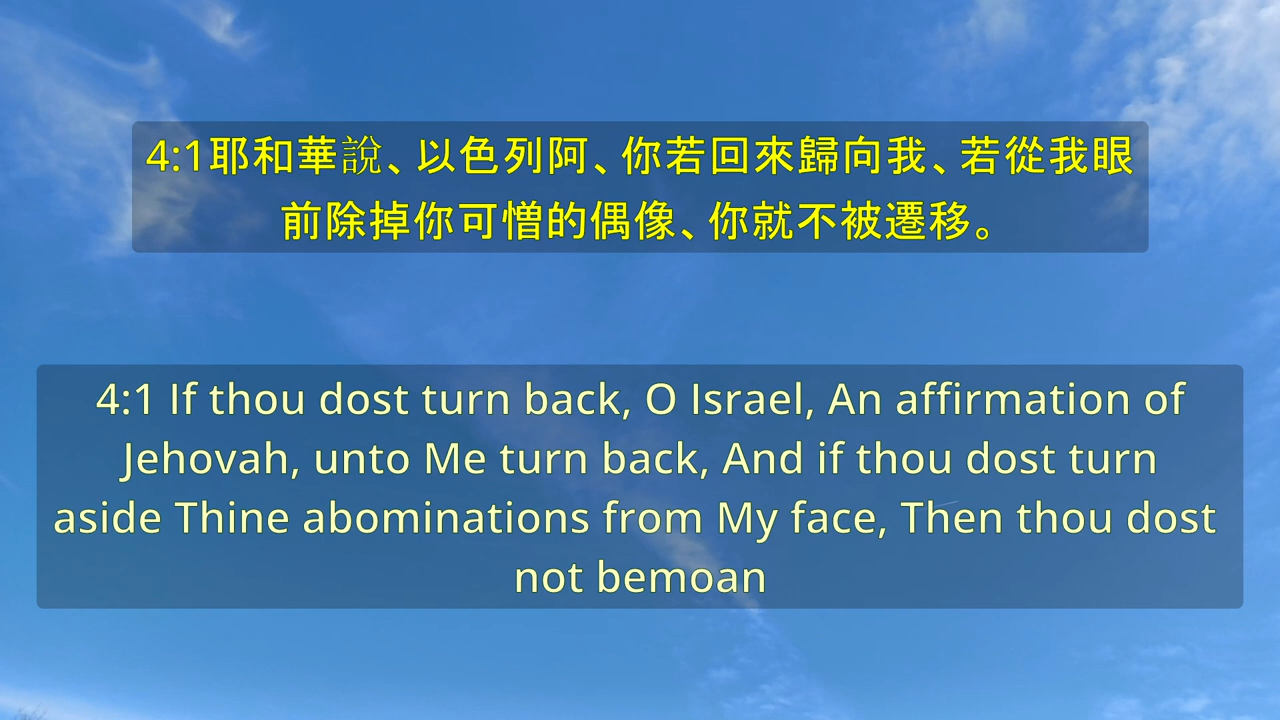 4:1耶和華說、以色列阿、你若回來歸向我、若從我眼
前除掉你可憎的偶像、你就不被遷移。
4:1 If thou dost turn back, O Israel, An affirmation of
Jehovah, unto Me turn back, And if thou dost turn
aside Thine abominations from My face, Then thou dost
not bemoan